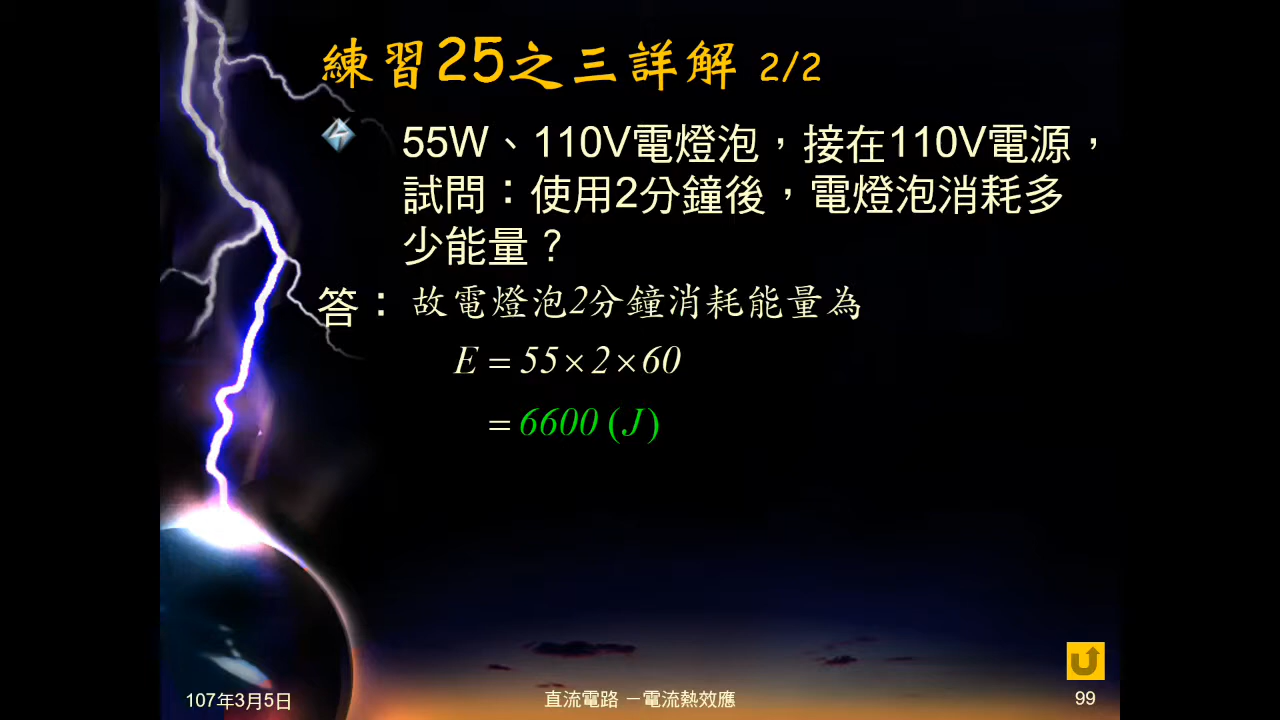 練習25之三詳解 2/2
55W、110V電燈泡，接在110V電源，
試問：使用2分鐘後，電燈泡消耗多
少能量？
答：故電燈泡2分鐘消耗能量為
E = 55 × 2 × 60
= 6600 (J)
107年3月5日
直流電路 －電流熱效應
99